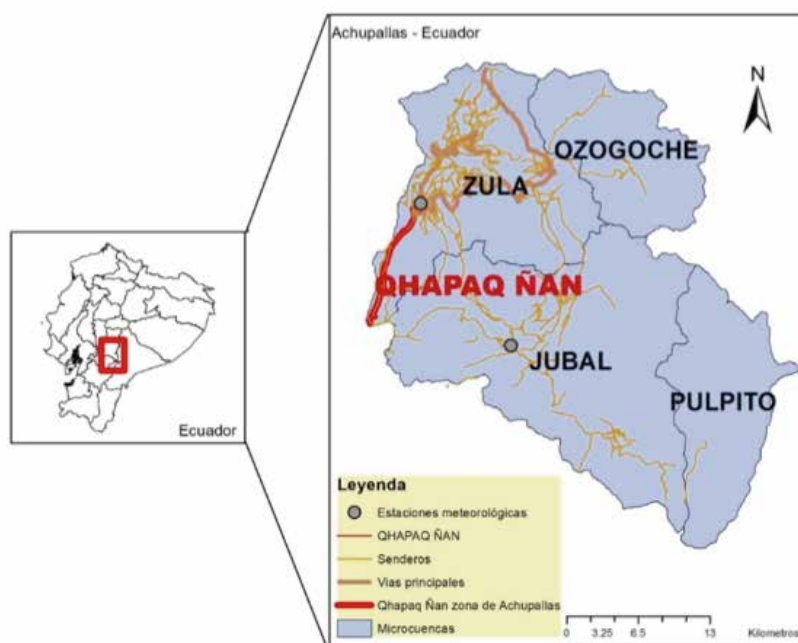 Achupallas - Ecuador
N
OZOGOCHE
ZULA
QHAPAQ ÑAN
JUBAL
PULPITO
Ecuador
Leyenda
Estaciones meteorológicas
QHAPAQ ÑAN
Senderos
Vias principales
Qhapaq Ñan zona de Achupallas
Microcuencas
0 3.25 6.5 13
Kilometros